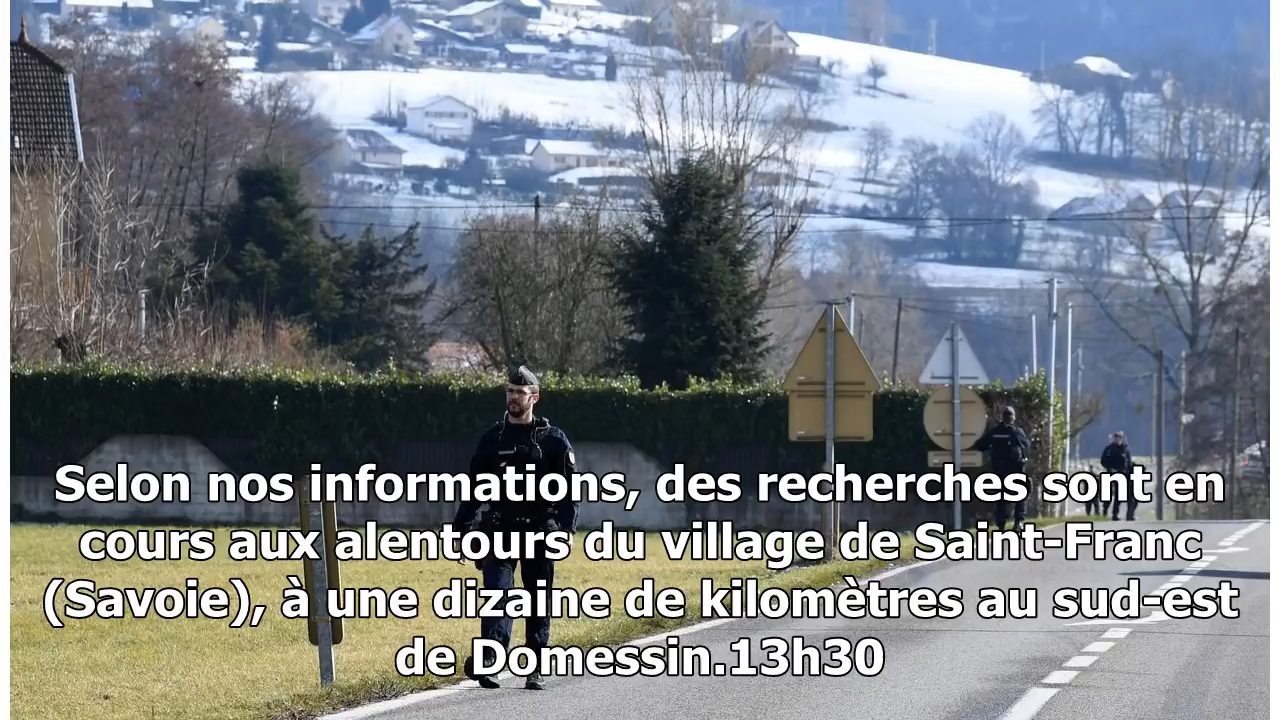 Selon nos informations, des recherches sont en
cours aux alentours du village de Saint-Franc
(Savoie), à une dizaine de kilomètres au sud-est
de Domessin.13h30